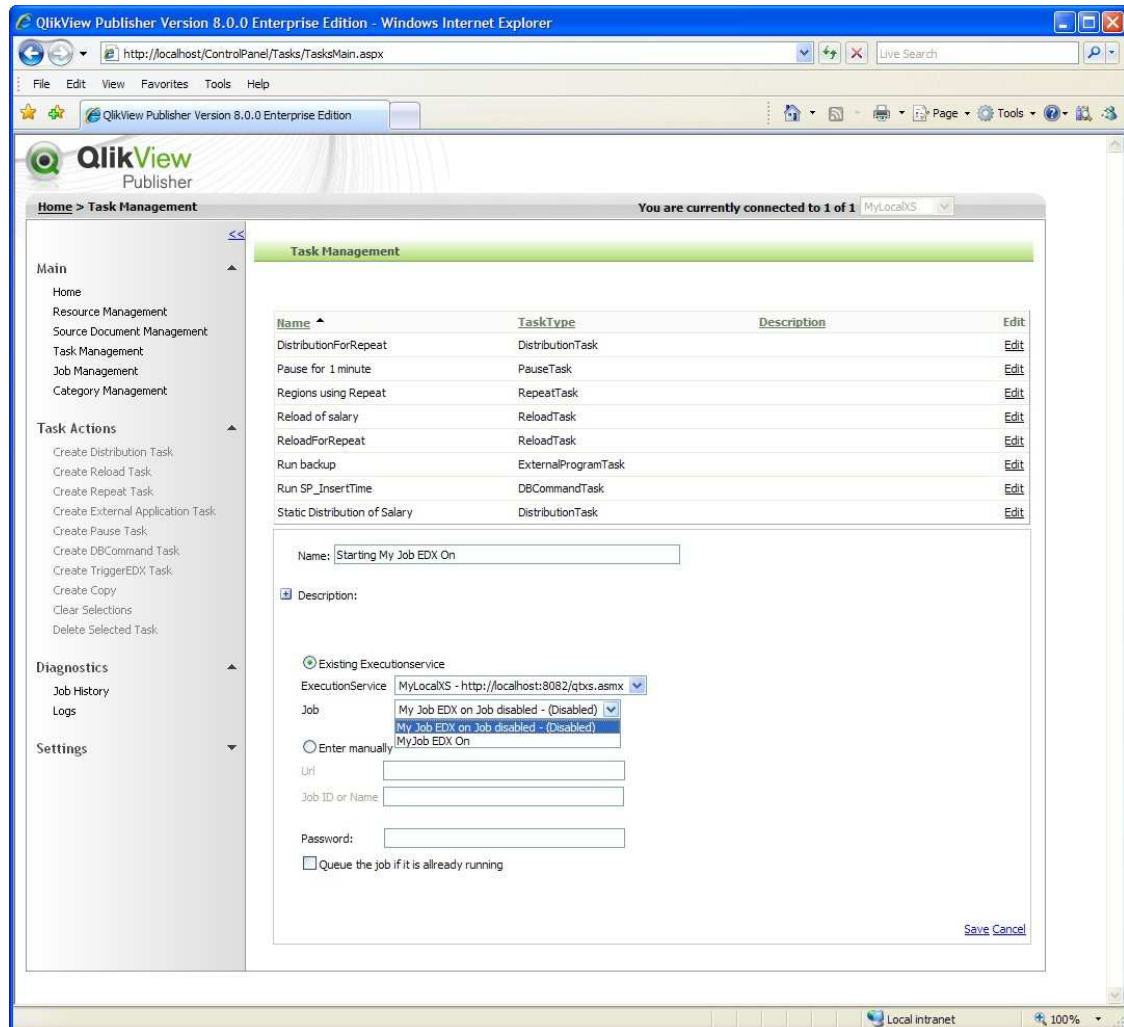 QlikView Publisher Version 8.0.0 Enterprise Edition - Windows Internet Explorer
http://localhost/ControlPanel/Tasks/TasksMain.aspx
Live Search
File Edit View Favorites Tools Help
QlikView Publisher Version 8.0.0 Enterprise Edition
Page Tools
QlikView
Publisher
Home > Task Management
You are currently connected to 1 of 1 MyLocalXS
<<
Main
Home
Resource Management
Source Document Management
Task Management
Job Management
Category Management
Task Actions
Create Distribution Task
Create Reload Task
Create Repeat Task
Create External Application Task
Create Pause Task
Create DBCommand Task
Create TriggerEDX Task
Create Copy
Clear Selections
Delete Selected Task
Diagnostics
Job History
Logs
Settings
Task Management
Name TaskType Description Edit
DistributionForRepeat DistributionTask Edit
Pause for 1 minute PauseTask Edit
Regions using Repeat RepeatTask Edit
Reload of salary ReloadTask Edit
ReloadForRepeat ReloadTask Edit
Run backup ExternalProgramTask Edit
Run SP_InsertTime DBCommandTask Edit
Static Distribution of Salary DistributionTask Edit
Name: Starting My Job EDX On
Description:
Existing Executionservice
ExecutionService MyLocalXS - http://localhost:8082/qtxs.asmx
Job My Job EDX on Job disabled - (Disabled)
My Job EDX on Job disabled - (Disabled)
MyJob EDX On
Enter manually
Url
Job ID or Name
Password:
Queue the job if it is allready running
Save Cancel
Local intranet 100%